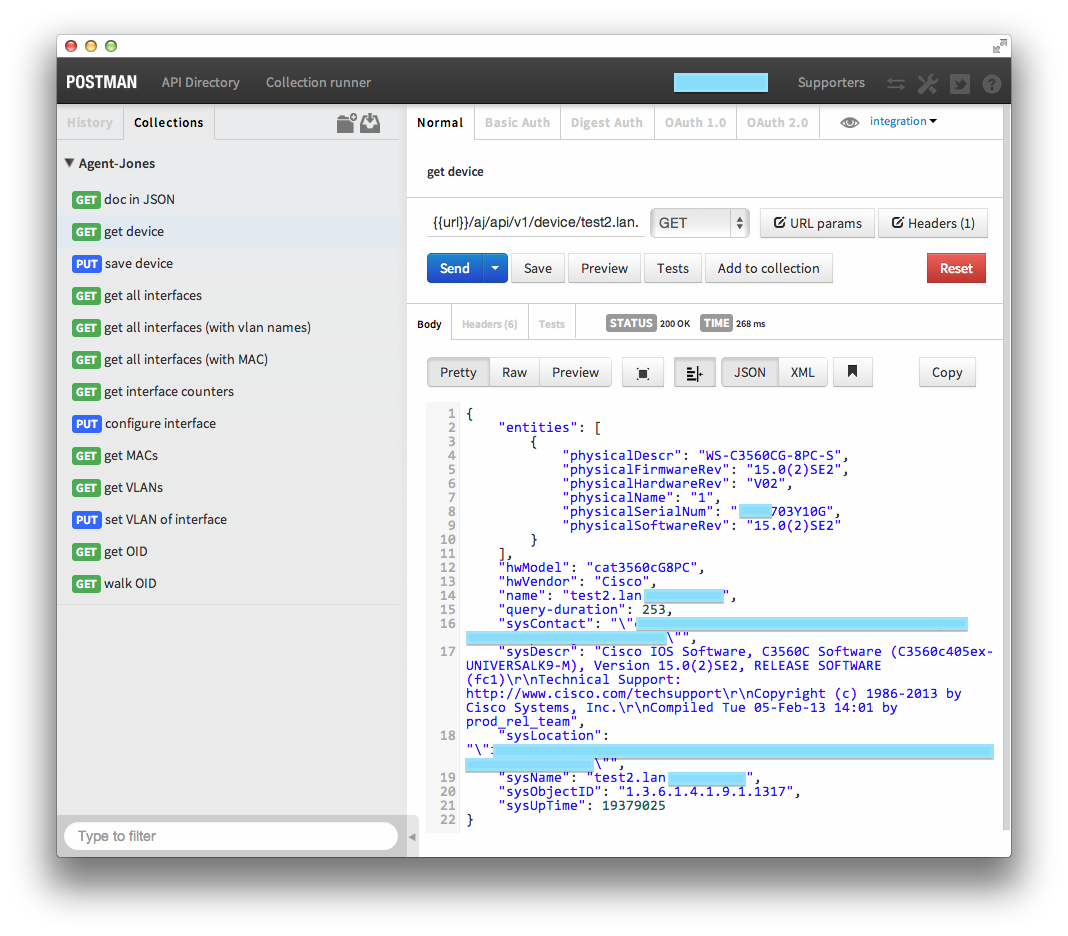 POSTMAN API Directory Collection runner Supporters
History Collections
Agent-Jones
GET doc in JSON
GET get device
PUT save device
GET get all interfaces
GET get all interfaces (with vlan names)
GET get all interfaces (with MAC)
GET get interface counters
PUT configure interface
GET get MACs
GET get VLANs
PUT set VLAN of interface
GET get OID
GET walk OID
Type to filter
Normal Basic Auth Digest Auth OAuth 1.0 OAuth 2.0 integration
get device
{{url}}/aj/api/v1/device/test2.lan. GET URL params Headers (1)
Send Save Preview Tests Add to collection Reset
Body Headers (6) Tests STATUS 200 OK TIME 268 ms
Pretty Raw Preview JSON XML Copy
1 {
2 "entities": [
3 {
4 "physicalDescr": "WS-C3560CG-8PC-S",
5 "physicalFirmwareRev": "15.0(2)SE2",
6 "physicalHardwareRev": "V02",
7 "physicalName": "1",
8 "physicalSerialNum": " 703Y10G",
9 "physicalSoftwareRev": "15.0(2)SE2"
10 }
11 ],
12 "hwModel": "cat3560cG8PC",
13 "hwVendor": "Cisco",
14 "name": "test2.lan ",
15 "query-duration": 253,
16 "sysContact": "\"
\"",
17 "sysDescr": "Cisco IOS Software, C3560C Software (C3560c405ex-
UNIVERSALK9-M), Version 15.0(2)SE2, RELEASE SOFTWARE
(fc1)\r\nTechnical Support:
http://www.cisco.com/techsupport\r\nCopyright (c) 1986-2013 by
Cisco Systems, Inc.\r\nCompiled Tue 05-Feb-13 14:01 by
prod_rel_team",
18 "sysLocation":
"\"
\"",
19 "sysName": "test2.lan ",
20 "sysObjectID": "1.3.6.1.4.1.9.1.1317",
21 "sysUpTime": 19379025
22 }